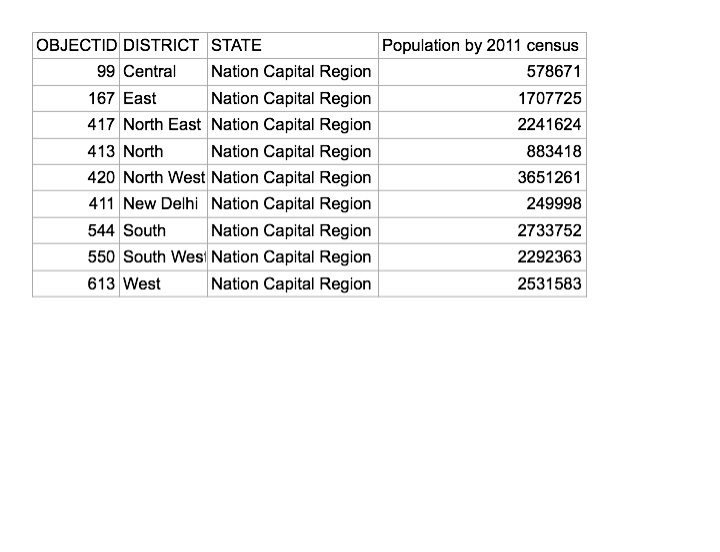 OBJECTID DISTRICT STATE Population by 2011 census
99 Central Nation Capital Region 578671
167 East Nation Capital Region 1707725
417 North East Nation Capital Region 2241624
413 North Nation Capital Region 883418
420 North West Nation Capital Region 3651261
411 New Delhi Nation Capital Region 249998
544 South Nation Capital Region 2733752
550 South West Nation Capital Region 2292363
613 West Nation Capital Region 2531583